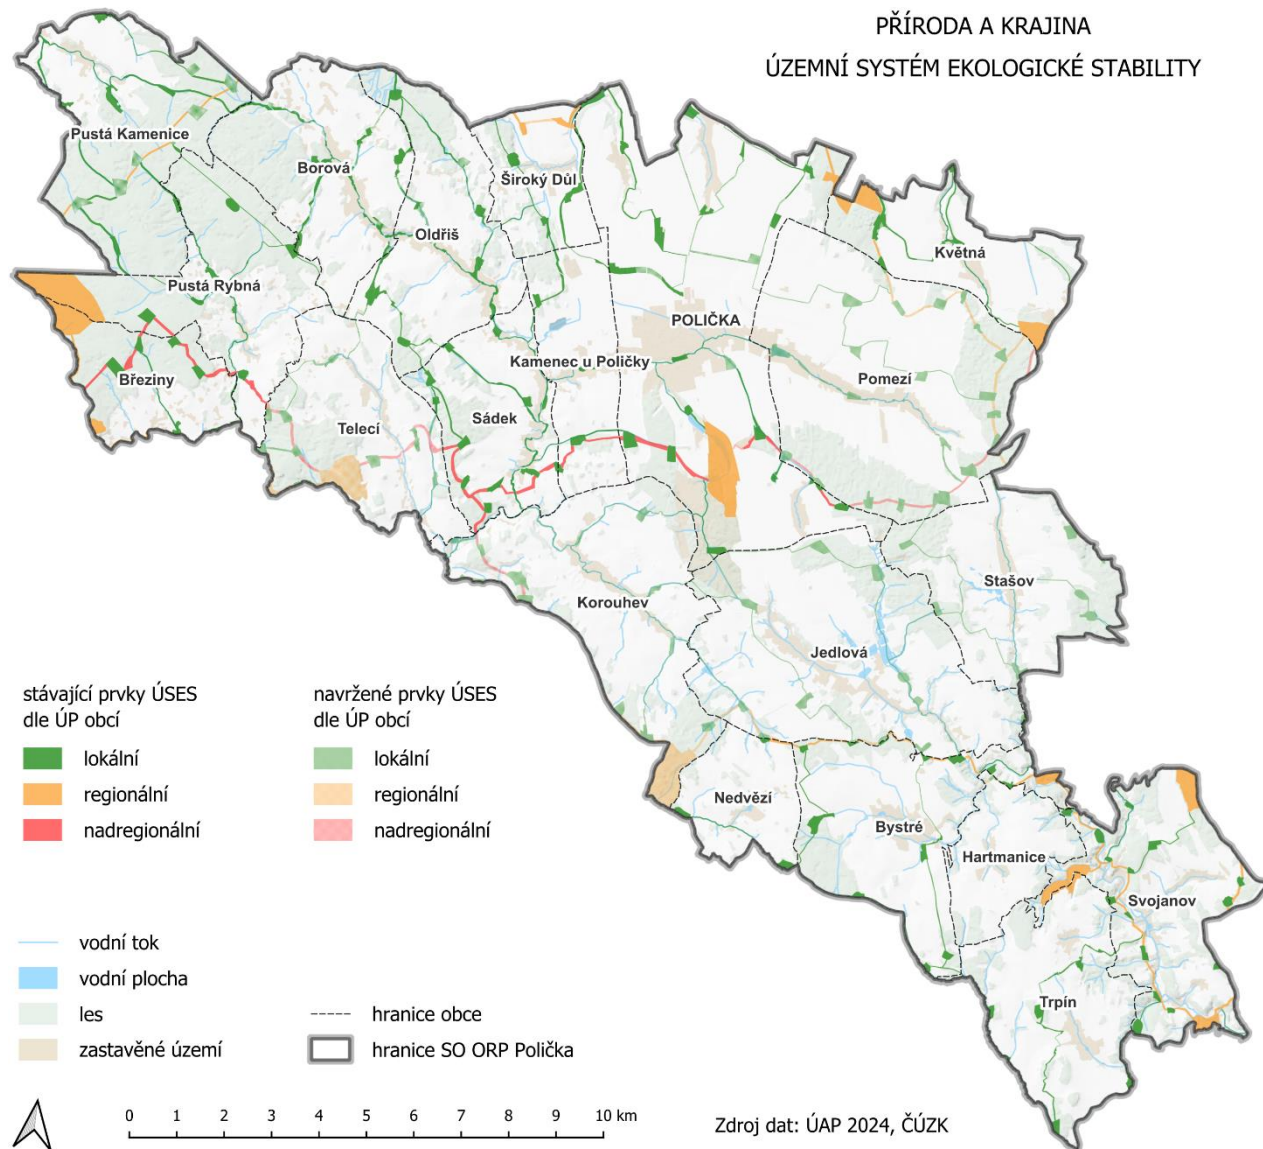 PŘÍRODA A KRAJINA
ÚZEMNÍ SYSTÉM EKOLOGICKÉ STABILITY
Pustá Kamenice
Borová
Široký Důl
Oldřiš
Květná
Pustá Rybná
POLIČKA
Kamenec u Poličky
Březiny
Pomezí
Telecí
Sádek
Stašov
Korouhev
Jedlová
Nedvězí
Bystré
Hartmanice
Svojanov
Trpín
stávající prvky ÚSES
dle ÚP obcí
lokální
regionální
nadregionální
navržené prvky ÚSES
dle ÚP obcí
lokální
regionální
nadregionální
vodní tok
vodní plocha
les
zastavěné území
hranice obce
hranice SO ORP Polička
0 1 2 3 4 5 6 7 8 9 10 km
Zdroj dat: ÚAP 2024, ČÚZK